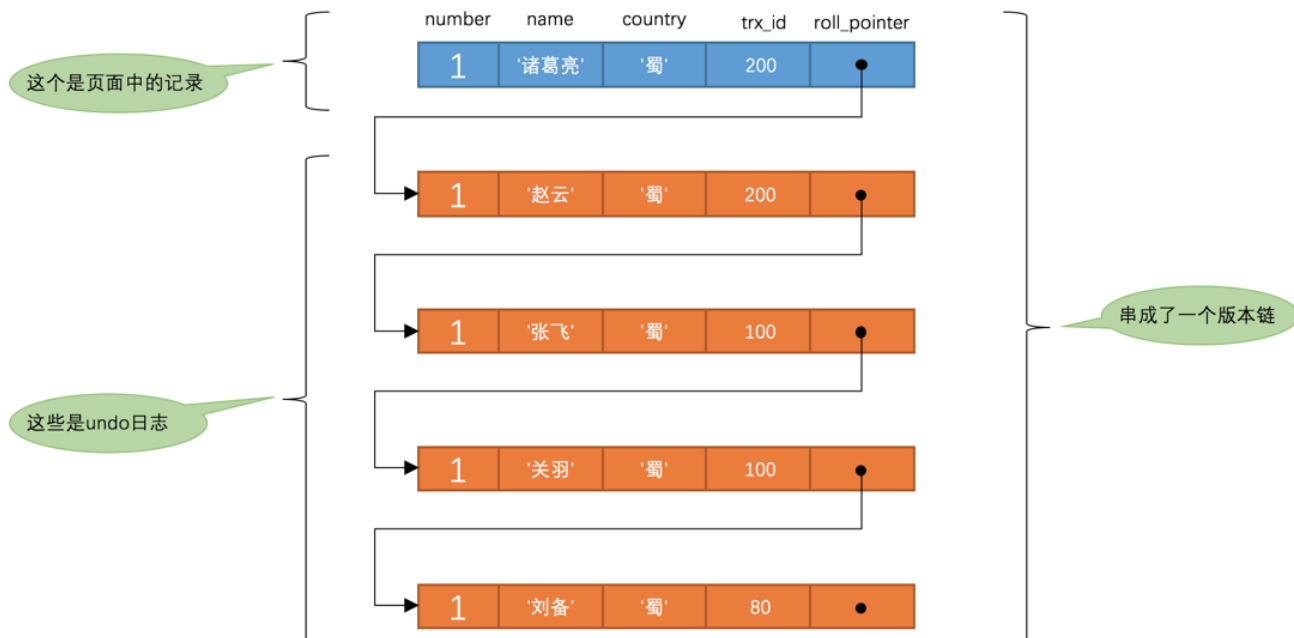 number name country trx_id roll_pointer
1 '诸葛亮' '蜀' 200
这个是页面中的记录
1 '赵云' '蜀' 200
1 '张飞' '蜀' 100
串成了一个版本链
这些是undo日志
1 '关羽' '蜀' 100
1 '刘备' '蜀' 80